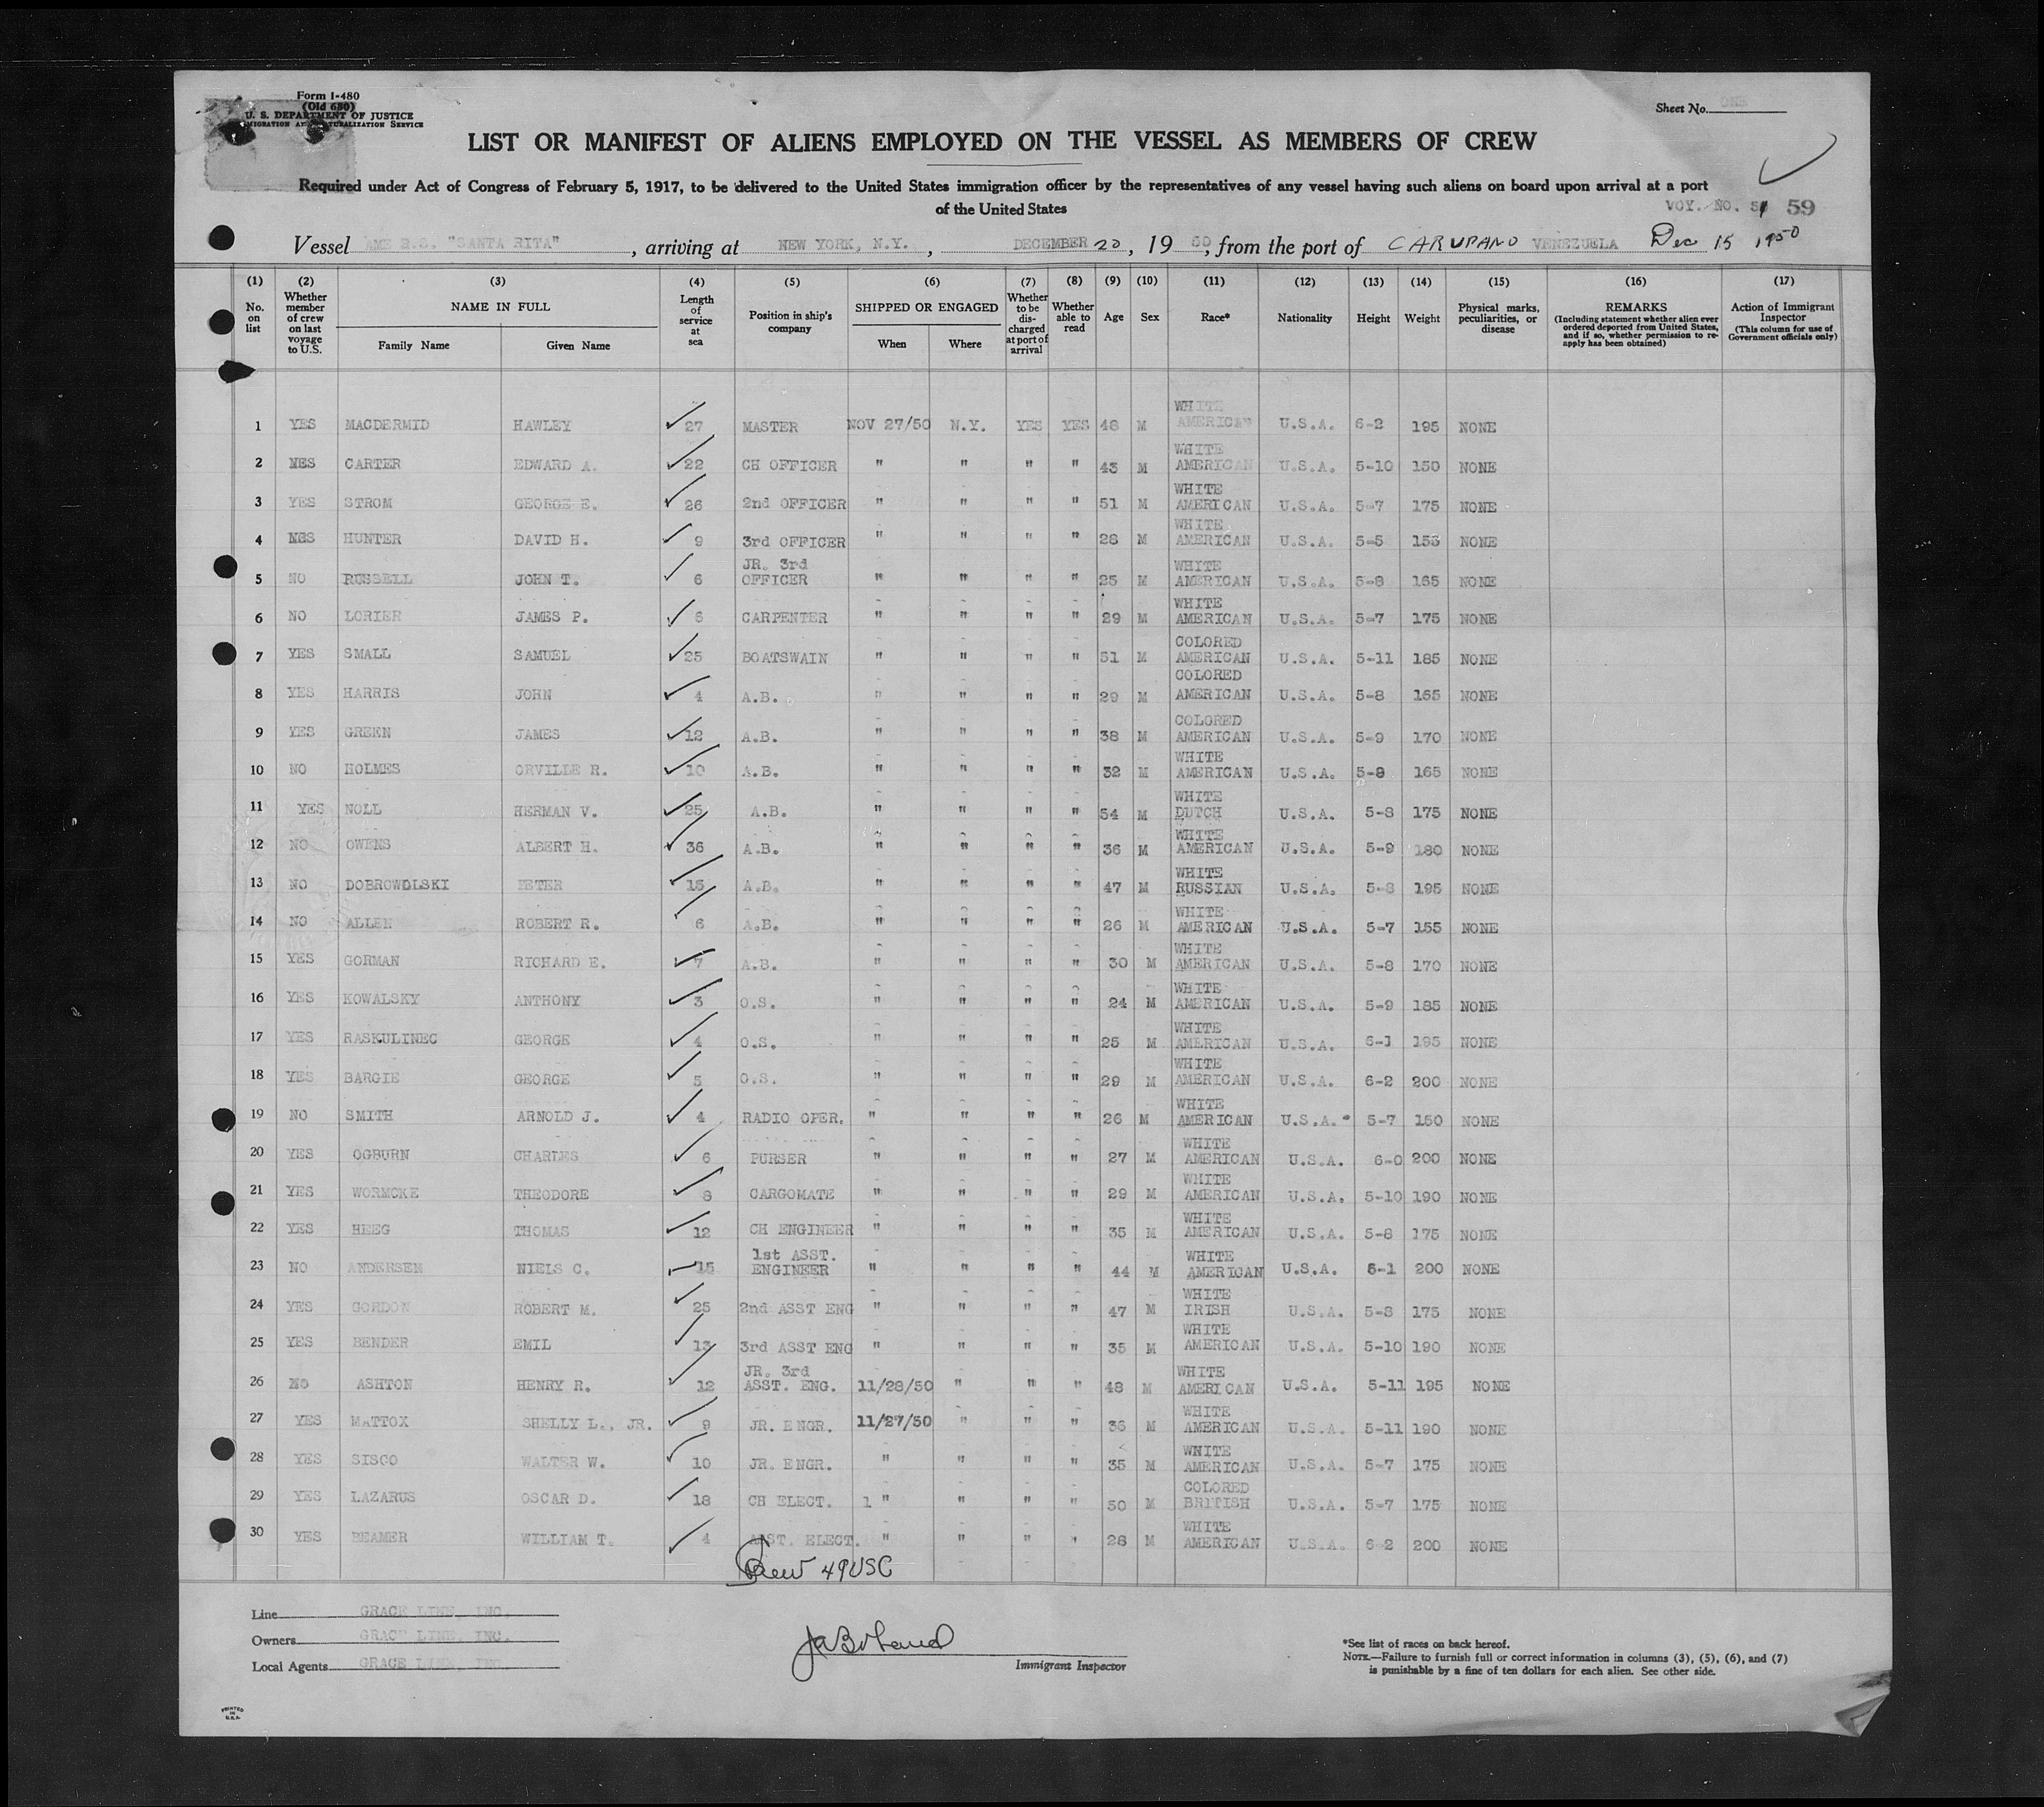 Form I-480
(Old 680)
U. S. DEPARTMENT OF JUSTICE
IMMIGRATION AND NATURALIZATION SERVICE
Sheet No. ONE
LIST OR MANIFEST OF ALIENS EMPLOYED ON THE VESSEL AS MEMBERS OF CREW
Required under Act of Congress of February 5, 1917, to be delivered to the United States immigration officer by the representatives of any vessel having such aliens on board upon arrival at a port
of the United States
VOY. NO. 59
Vessel AME S.S. "SANTA RITA", arriving at NEW YORK, N.Y., DECEMBER 20, 1950, from the port of CARUPANO VENEZUELA Dec 15 1950
(1) (2) (3) (4) (5) (6) (7) (8) (9) (10) (11) (12) (13) (14) (15) (16) (17)
No. on list
Whether member of crew on last voyage to U.S.
NAME IN FULL
Family Name
Given Name
Length of service at sea
Position in ship's company
SHIPPED OR ENGAGED
When
Where
Whether to be discharged at port of arrival
Whether able to read
Age
Sex
Race*
Nationality
Height
Weight
Physical marks, peculiarities, or disease
REMARKS
(Including statement whether alien ever ordered deported from United States, and if so, whether permission to reapply has been obtained)
Action of Immigrant Inspector
(This column for use of Government officials only)
1 YES MACDERMID HAWLEY 27 MASTER NOV 27/50 N.Y. YES YES 48 M WHITE AMERICAN U.S.A. 6-2 195 NONE
2 YES CARTER EDWARD A. 22 CH OFFICER " " " " 43 M WHITE AMERICAN U.S.A. 5-10 150 NONE
3 YES STROM GEORGE E. 26 2nd OFFICER " " " " 51 M WHITE AMERICAN U.S.A. 5-7 175 NONE
4 YES HUNTER DAVID H. 9 3rd OFFICER " " " " 28 M WHITE AMERICAN U.S.A. 5-5 153 NONE
5 NO RUSSELL JOHN T. 6 JR. 3rd OFFICER " " " " 25 M WHITE AMERICAN U.S.A. 5-8 165 NONE
6 NO LORIER JAMES P. 6 CARPENTER " " " " 29 M WHITE AMERICAN U.S.A. 5-7 175 NONE
7 YES SMALL SAMUEL 25 BOATSWAIN " " " " 51 M COLORED AMERICAN U.S.A. 5-11 185 NONE
8 YES HARRIS JOHN 4 A.B. " " " " 29 M COLORED AMERICAN U.S.A. 5-8 165 NONE
9 YES GREEN JAMES 12 A.B. " " " " 38 M COLORED AMERICAN U.S.A. 5-9 170 NONE
10 NO HOLMES ORVILLE R. 10 A.B. " " " " 32 M WHITE AMERICAN U.S.A. 5-8 165 NONE
11 YES NOLL HERMAN V. 25 A.B. " " " " 54 M WHITE DUTCH U.S.A. 5-8 175 NONE
12 NO OWENS ALBERT H. 36 A.B. " " " " 36 M WHITE AMERICAN U.S.A. 5-9 180 NONE
13 NO DOBROWOLSKI PETER 15 A.B. " " " " 47 M WHITE RUSSIAN U.S.A. 5-8 195 NONE
14 NO ALLEN ROBERT R. 6 A.B. " " " " 26 M WHITE AMERICAN U.S.A. 5-7 155 NONE
15 YES GORMAN RICHARD E. 7 A.B. " " " " 30 M WHITE AMERICAN U.S.A. 5-8 170 NONE
16 YES KOWALSKY ANTHONY 3 O.S. " " " " 24 M WHITE AMERICAN U.S.A. 5-9 185 NONE
17 YES RASKULINEC GEORGE 4 O.S. " " " " 25 M WHITE AMERICAN U.S.A. 6-1 195 NONE
18 YES BARGIE GEORGE 5 O.S. " " " " 29 M WHITE AMERICAN U.S.A. 6-2 200 NONE
19 NO SMITH ARNOLD J. 4 RADIO OPER. " " " " 26 M WHITE AMERICAN U.S.A. 5-7 150 NONE
20 YES OGBURN CHARLES 6 PURSER " " " " 27 M WHITE AMERICAN U.S.A. 6-0 200 NONE
21 YES WORMCKE THEODORE 8 CARGOMATE " " " " 29 M WHITE AMERICAN U.S.A. 5-10 190 NONE
22 YES HEEG THOMAS 12 CH ENGINEER " " " " 35 M WHITE AMERICAN U.S.A. 5-8 175 NONE
23 NO ANDERSEN NIELS C. 15 1st ASST. ENGINEER " " " " 44 M WHITE AMERICAN U.S.A. 6-1 200 NONE
24 YES GORDON ROBERT M. 25 2nd ASST ENG " " " " 47 M WHITE IRISH U.S.A. 5-8 175 NONE
25 YES BENDER EMIL 13 3rd ASST ENG " " " " 35 M WHITE AMERICAN U.S.A. 5-10 190 NONE
26 NO ASHTON HENRY R. 12 JR. 3rd ASST. ENG. 11/28/50 " " " 48 M WHITE AMERICAN U.S.A. 5-11 195 NONE
27 YES MATTOX SHELLY L., JR. 9 JR. ENGR. 11/27/50 " " " 36 M WHITE AMERICAN U.S.A. 5-11 190 NONE
28 YES SISCO WALTER W. 10 JR. ENGR. " " " " 35 M WHITE AMERICAN U.S.A. 5-7 175 NONE
29 YES LAZARUS OSCAR D. 18 CH ELECT. 1 " " " " 50 M COLORED BRITISH U.S.A. 5-7 175 NONE
30 YES BEAMER WILLIAM T. 4 ASST. ELECT. " " " " 28 M WHITE AMERICAN U.S.A. 6-2 200 NONE
Crew 49 USC
Line GRACE LINE, INC.
Owners GRACE LINE, INC.
Local Agents GRACE LINE, INC.
Immigrant Inspector
*See list of races on back hereof.
NOTE.—Failure to furnish full or correct information in columns (3), (5), (6), and (7)
is punishable by a fine of ten dollars for each alien. See other side.
PRINTED
IN
U.S.A.